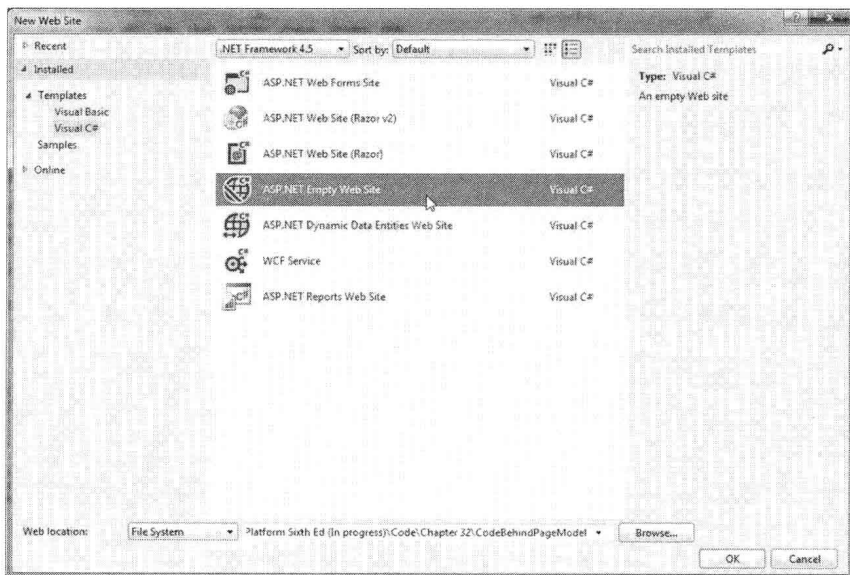 New Web Site
Recent
Installed
Templates
Visual Basic
Visual C#
Samples
Online
.NET Framework 4.5
Sort by: Default
Search Installed Templates
ASP.NET Web Forms Site Visual C#
ASP.NET Web Site (Razor v2) Visual C#
ASP.NET Web Site (Razor) Visual C#
ASP.NET Empty Web Site Visual C#
ASP.NET Dynamic Data Entities Web Site Visual C#
WCF Service Visual C#
ASP.NET Reports Web Site Visual C#
Type: Visual C#
An empty Web site
Web location: File System Platform Sixth Ed (In progress)\Code\Chapter 32\CodeBehindPageModel Browse...
OK Cancel